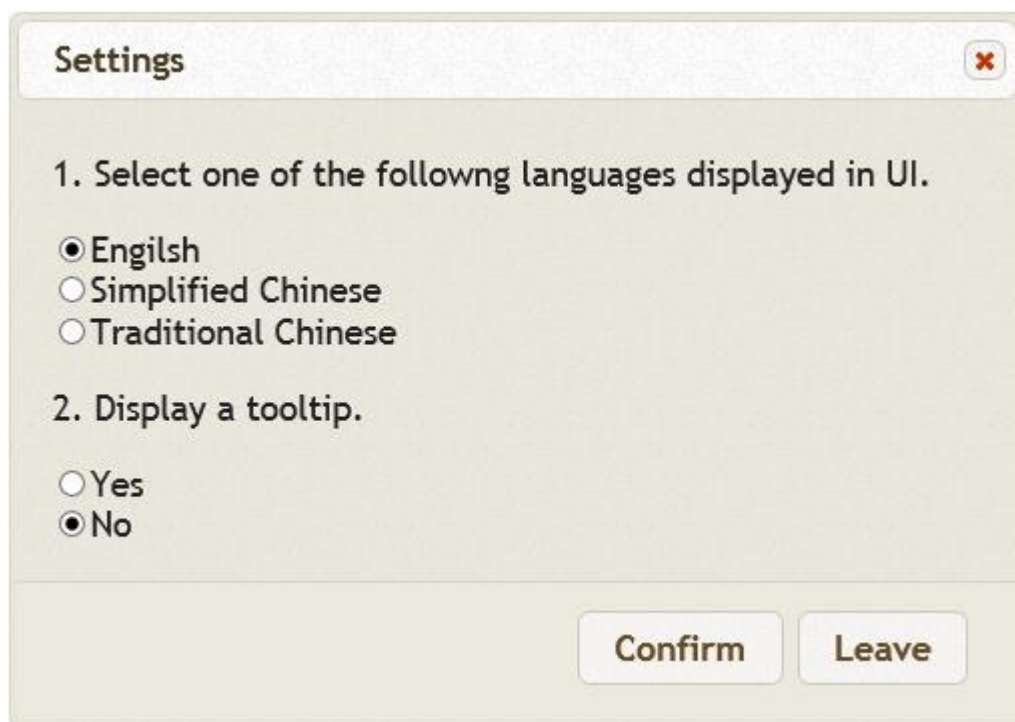 Settings
1. Select one of the followng languages displayed in UI.
Engilsh
Simplified Chinese
Traditional Chinese
2. Display a tooltip.
Yes
No
Confirm Leave